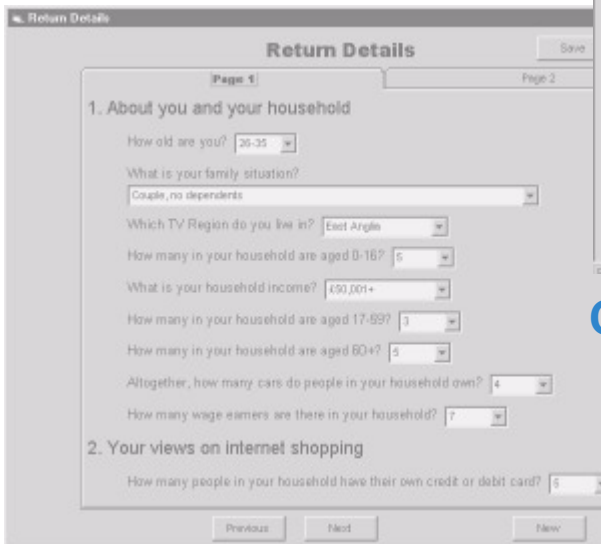 Return Details
Return Details
Save
Page 1
Page 2
1. About you and your household
How old are you? 26-35
What is your family situation?
Couple, no dependents
Which TV Region do you live in? East Anglia
How many in your household are aged 0-16? 5
What is your household income? £50,001+
How many in your household are aged 17-59? 3
How many in your household are aged 60+? 5
Altogether, how many cars do people in your household own? 4
How many wage earners are there in your household? 7
2. Your views on internet shopping
How many people in your household have their own credit or debit card? 6
Previous
Next
New